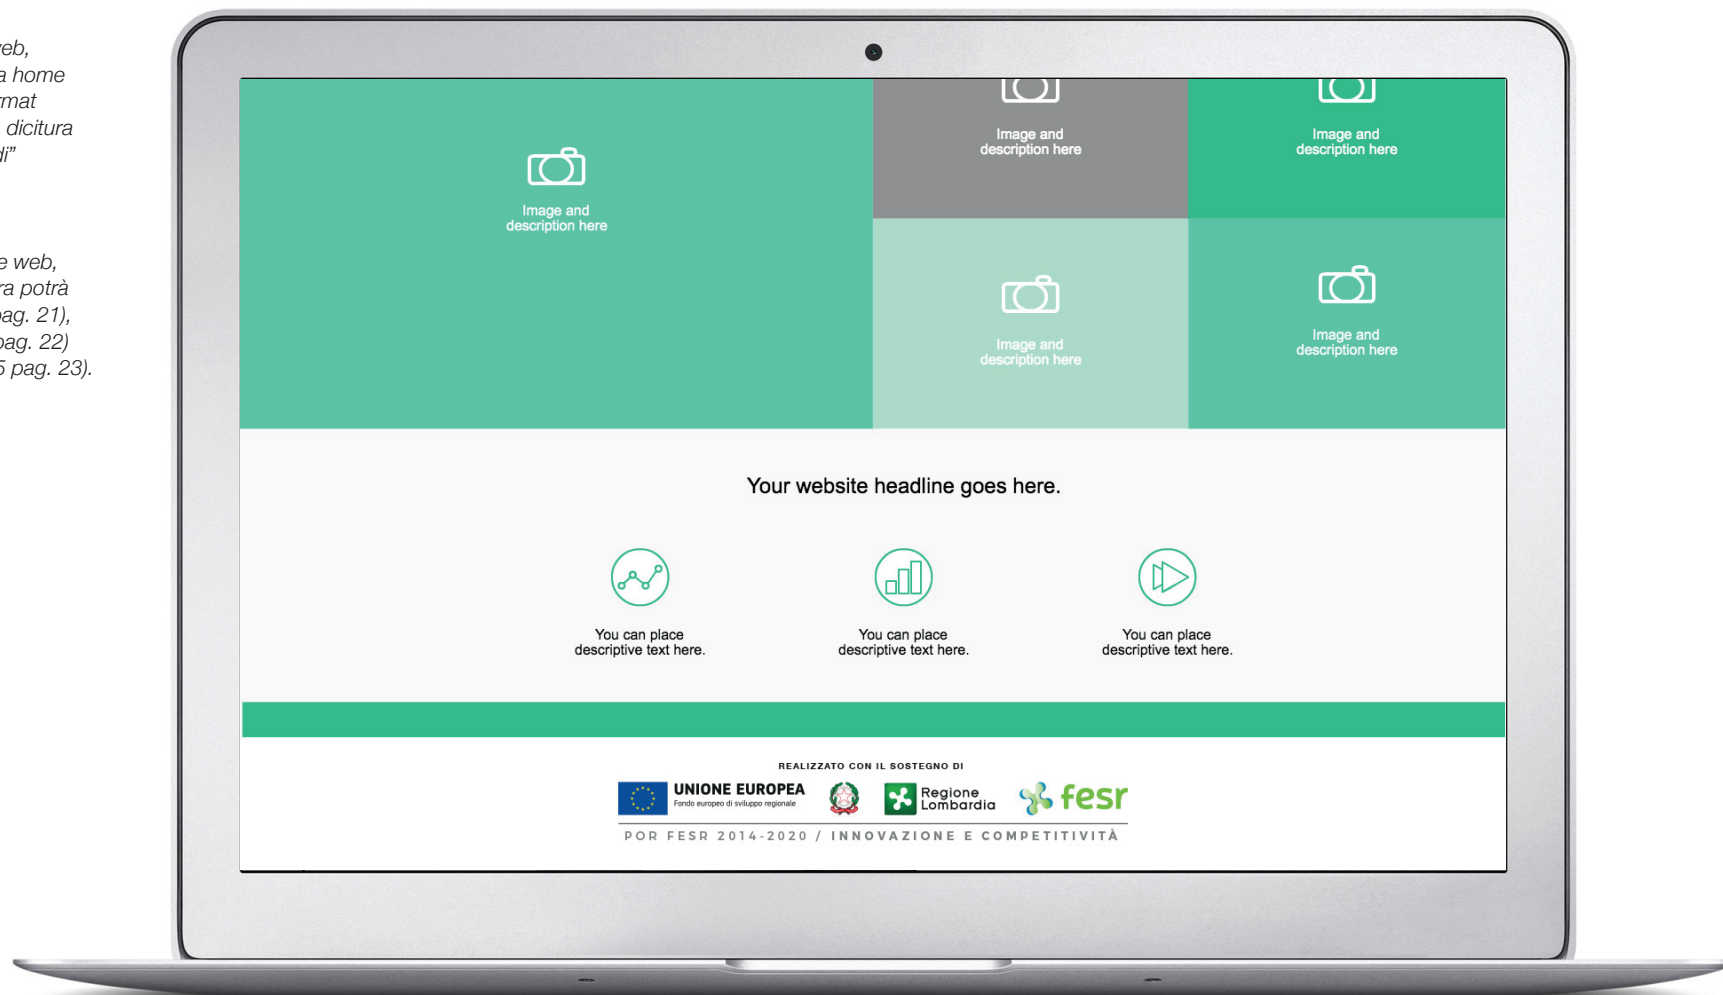 eb,
a home
rmat
dicitura
di”
e web,
ra potrà
pag. 21),
pag. 22)
5 pag. 23).
Image and
description here
Image and
description here
Image and
description here
Image and
description here
Image and
description here
Your website headline goes here.
You can place
descriptive text here.
You can place
descriptive text here.
You can place
descriptive text here.
REALIZZATO CON IL SOSTEGNO DI
UNIONE EUROPEA
Fondo europeo di sviluppo regionale
Regione
Lombardia
fesr
POR FESR 2014-2020 / INNOVAZIONE E COMPETITIVITÀ